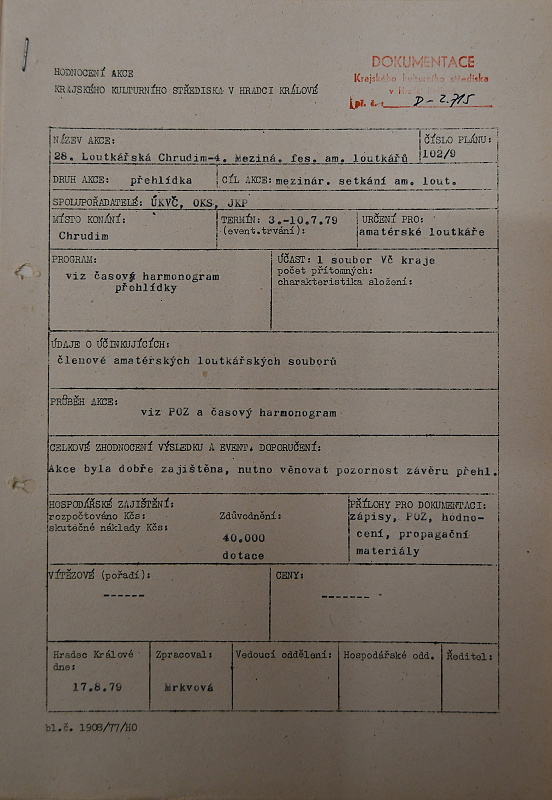 HODNOCENÍ AKCE
KRAJSKÉHO KULTURNÍHO STŘEDISKA V HRADCI KRÁLOVÉ
DOKUMENTACE
Krajského kulturního střediska
v
př. č. D-2.715
NÁZEV AKCE:
28. Loutkářská Chrudim-4. Meziná. fes. am. loutkářů
ČÍSLO PLÁNU:
102/9
DRUH AKCE: přehlídka
CÍL AKCE: mezinár. setkání am. lout.
SPOLUPOŘADATELÉ: ÚKVČ, OKS, JKP
MÍSTO KONÁNÍ:
Chrudim
TERMÍN: 3.-10.7.79
(event.trvání):
URČENÍ PRO:
amatérské loutkáře
PROGRAM:
viz časový harmonogram
přehlídky
ÚČAST: 1 soubor Vč kraje
počet přítomných:
charakteristika složení:
ÚDAJE O ÚČINKUJÍCÍCH:
členové amatérských loutkářských souborů
PRŮBĚH AKCE:
viz POZ a časový harmonogram
CELKOVÉ ZHODNOCENÍ VÝSLEDKU A EVENT. DOPORUČENÍ:
Akce byla dobře zajištěna, nutno věnovat pozornost závěru přehl.
HOSPODÁŘSKÉ ZAJIŠTĚNÍ:
rozpočtováno Kčs:
skutečné náklady Kčs:
Zdůvodnění:
40.000
dotace
PŘÍLOHY PRO DOKUMENTACI:
zápisy, POZ, hodno-
cení, propagační
materiály
VÍTĚZOVÉ (pořadí):
------
CENY:
-------
Hradec Králové
dne:
17.8.79
Zpracoval:
Mrkvová
Vedoucí oddělení:
Hospodářské odd.
Ředitel:
bl.č. 1908/77/HO